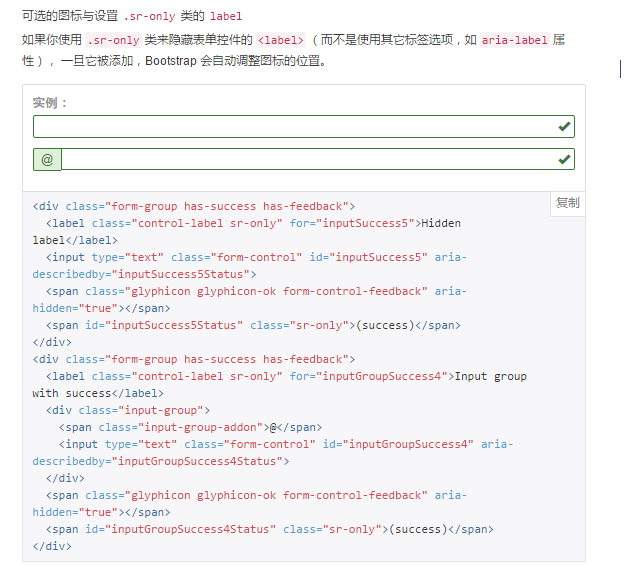 可选的图标与设置 .sr-only 类的 label
如果你使用 .sr-only 类来隐藏表单控件的 <label> （而不是使用其它标签选项，如 aria-label 属
性），一旦它被添加，Bootstrap 会自动调整图标的位置。
实例：
@
复制
<div class="form-group has-success has-feedback">
  <label class="control-label sr-only" for="inputSuccess5">Hidden
label</label>
  <input type="text" class="form-control" id="inputSuccess5" aria-
describedby="inputSuccess5Status">
  <span class="glyphicon glyphicon-ok form-control-feedback" aria-
hidden="true"></span>
  <span id="inputSuccess5Status" class="sr-only">(success)</span>
</div>
<div class="form-group has-success has-feedback">
  <label class="control-label sr-only" for="inputGroupSuccess4">Input group
with success</label>
  <div class="input-group">
    <span class="input-group-addon">@</span>
    <input type="text" class="form-control" id="inputGroupSuccess4" aria-
describedby="inputGroupSuccess4Status">
  </div>
  <span class="glyphicon glyphicon-ok form-control-feedback" aria-
hidden="true"></span>
  <span id="inputGroupSuccess4Status" class="sr-only">(success)</span>
</div>